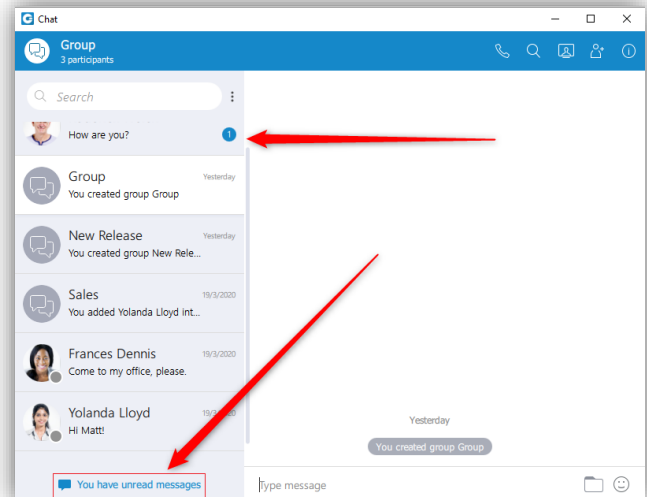 Chat
Group
3 participants
Search
How are you?
1
Group
Yesterday
You created group Group
New Release
Yesterday
You created group New Rele...
Sales
19/3/2020
You added Yolanda Lloyd int...
Frances Dennis
19/3/2020
Come to my office, please.
Yolanda Lloyd
Hi Matt!
You have unread messages
Yesterday
You created group Group
Type message